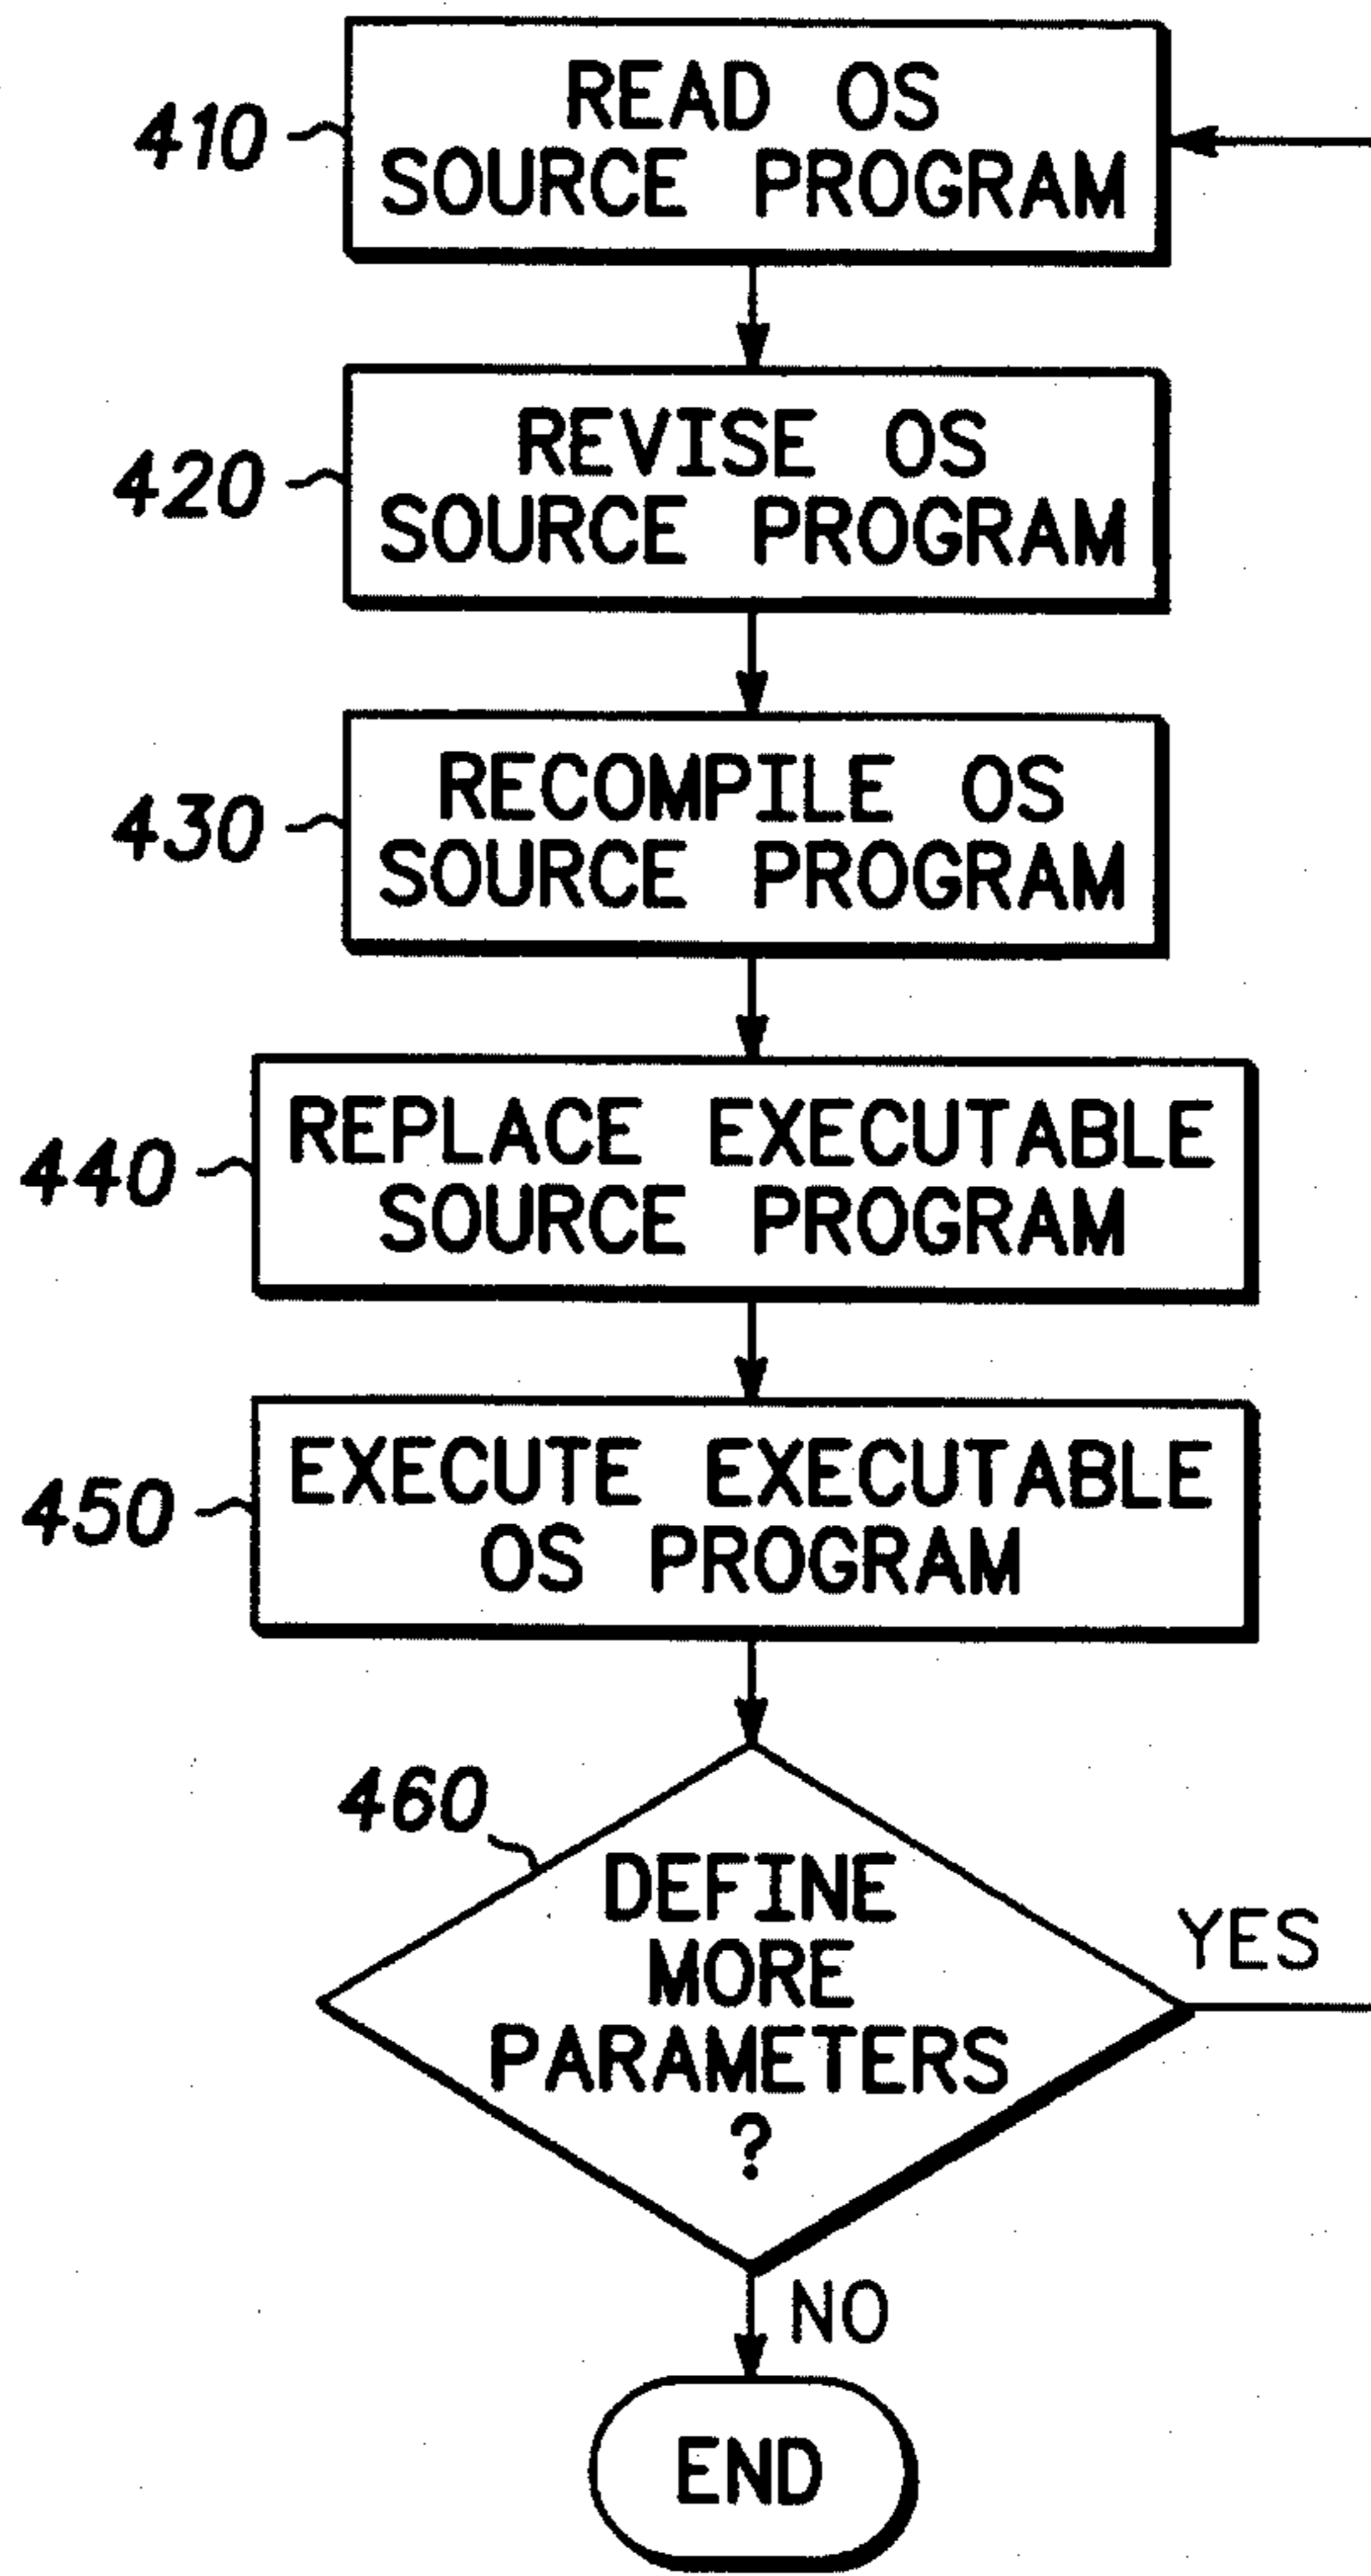 410
READ OS
SOURCE PROGRAM
420
REVISE OS
SOURCE PROGRAM
430
RECOMPILE OS
SOURCE PROGRAM
440
REPLACE EXECUTABLE
SOURCE PROGRAM
450
EXECUTE EXECUTABLE
OS PROGRAM
460
DEFINE
MORE
PARAMETERS
?
YES
NO
END